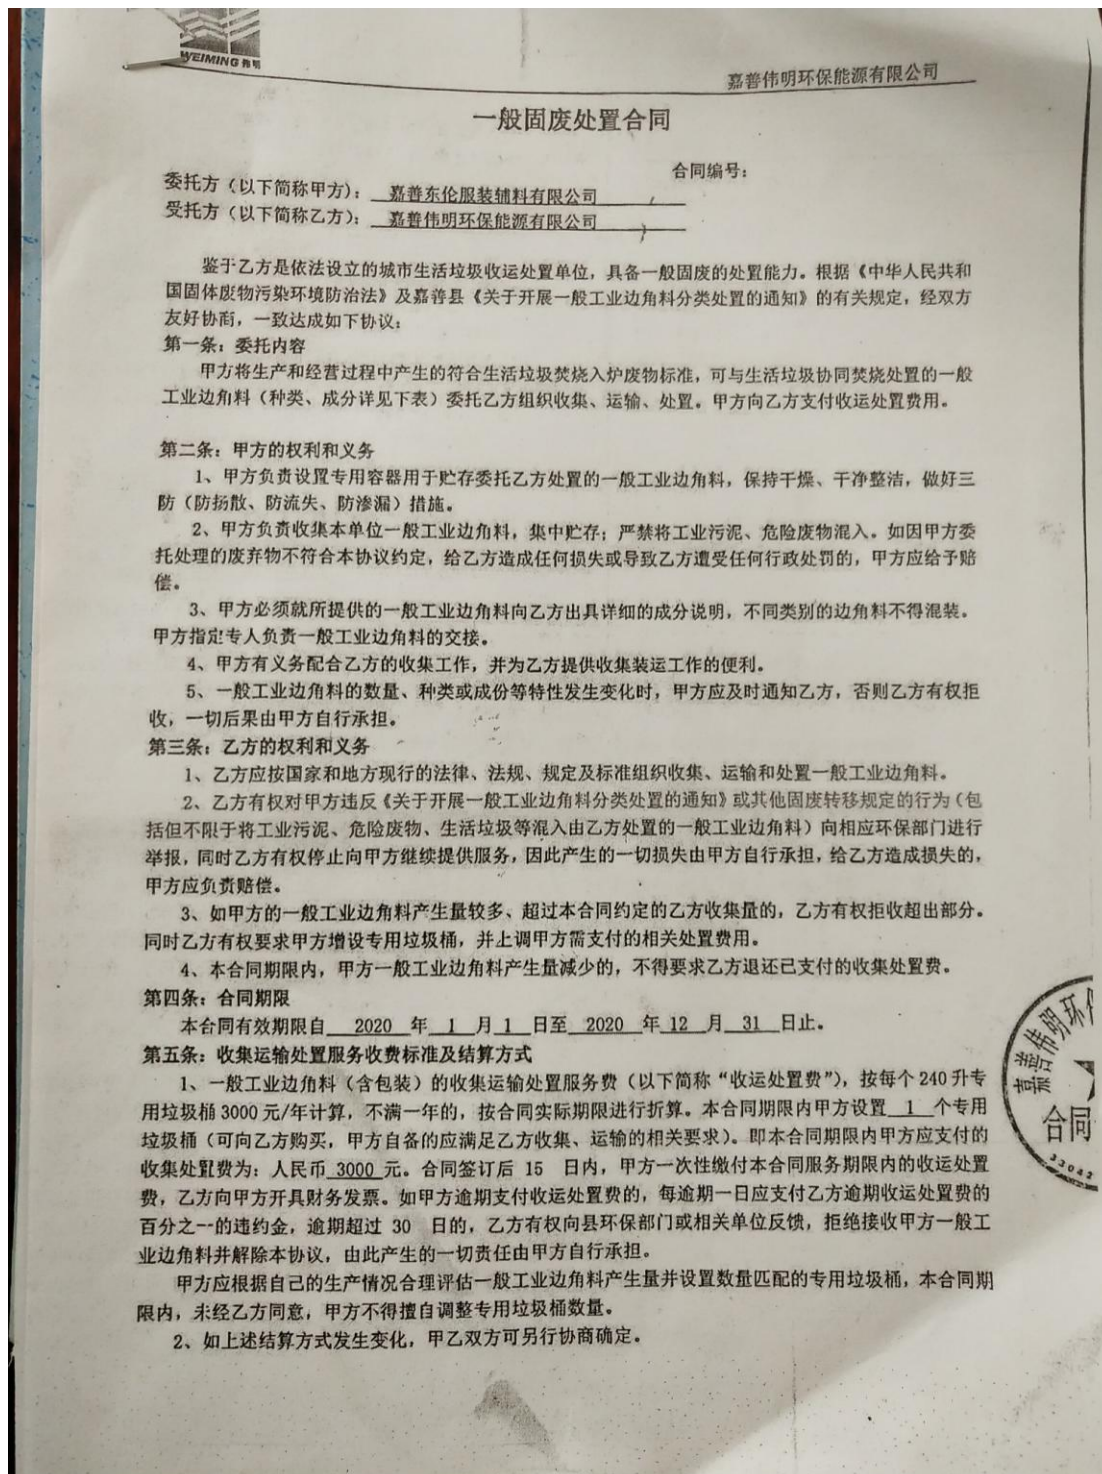 WEIMING 伟明
嘉善伟明环保能源有限公司
一般固废处置合同
合同编号：
委托方（以下简称甲方）： 嘉善东伦服装辅料有限公司
受托方（以下简称乙方）： 嘉善伟明环保能源有限公司
鉴于乙方是依法设立的城市生活垃圾收运处置单位，具备一般固废的处置能力。根据《中华人民共和
国固体废物污染环境防治法》及嘉善县《关于开展一般工业边角料分类处置的通知》的有关规定，经双方
友好协商，一致达成如下协议：
第一条：委托内容
甲方将生产和经营过程中产生的符合生活垃圾焚烧入炉废物标准，可与生活垃圾协同焚烧处置的一般
工业边角料（种类、成分详见下表）委托乙方组织收集、运输、处置。甲方向乙方支付收运处置费用。
第二条：甲方的权利和义务
1、甲方负责设置专用容器用于贮存委托乙方处置的一般工业边角料，保持干燥、干净整洁，做好三
防（防扬散、防流失、防渗漏）措施。
2、甲方负责收集本单位一般工业边角料，集中贮存；严禁将工业污泥、危险废物混入。如因甲方委
托处理的废弃物不符合本协议约定，给乙方造成任何损失或导致乙方遭受任何行政处罚的，甲方应给予赔
偿。
3、甲方必须就所提供的一般工业边角料向乙方出具详细的成分说明，不同类别的边角料不得混装。
甲方指定专人负责一般工业边角料的交接。
4、甲方有义务配合乙方的收集工作，并为乙方提供收集装运工作的便利。
5、一般工业边角料的数量、种类或成份等特性发生变化时，甲方应及时通知乙方，否则乙方有权拒
收，一切后果由甲方自行承担。
第三条：乙方的权利和义务
1、乙方应按国家和地方现行的法律、法规、规定及标准组织收集、运输和处置一般工业边角料。
2、乙方有权对甲方违反《关于开展一般工业边角料分类处置的通知》或其他固废转移规定的行为（包
括但不限于将工业污泥、危险废物、生活垃圾等混入由乙方处置的一般工业边角料）向相应环保部门进行
举报，同时乙方有权停止向甲方继续提供服务，因此产生的一切损失由甲方自行承担，给乙方造成损失的，
甲方应负责赔偿。
3、如甲方的一般工业边角料产生量较多、超过本合同约定的乙方收集量的，乙方有权拒收超出部分。
同时乙方有权要求甲方增设专用垃圾桶，并上调甲方需支付的相关处置费用。
4、本合同期限内，甲方一般工业边角料产生量减少的，不得要求乙方退还已支付的收集处置费。
第四条：合同期限
本合同有效期限自 2020 年 1 月 1 日至 2020 年 12 月 31 日止。
第五条：收集运输处置服务收费标准及结算方式
1、一般工业边角料（含包装）的收集运输处置服务费（以下简称“收运处置费”），按每个 240 升专
用垃圾桶 3000 元/年计算，不满一年的，按合同实际期限进行折算。本合同期限内甲方设置 1 个专用
垃圾桶（可向乙方购买，甲方自备的应满足乙方收集、运输的相关要求）。即本合同期限内甲方应支付的
收集处置费为：人民币 3000 元。合同签订后 15 日内，甲方一次性缴付本合同服务期限内的收运处置
费，乙方向甲方开具财务发票。如甲方逾期支付收运处置费的，每逾期一日应支付乙方逾期收运处置费的
百分之一的违约金，逾期超过 30 日的，乙方有权向县环保部门或相关单位反馈，拒绝接收甲方一般工
业边角料并解除本协议，由此产生的一切责任由甲方自行承担。
甲方应根据自己的生产情况合理评估一般工业边角料产生量并设置数量匹配的专用垃圾桶，本合同期
限内，未经乙方同意，甲方不得擅自调整专用垃圾桶数量。
2、如上述结算方式发生变化，甲乙双方可另行协商确定。
嘉善伟明环
合同
33042